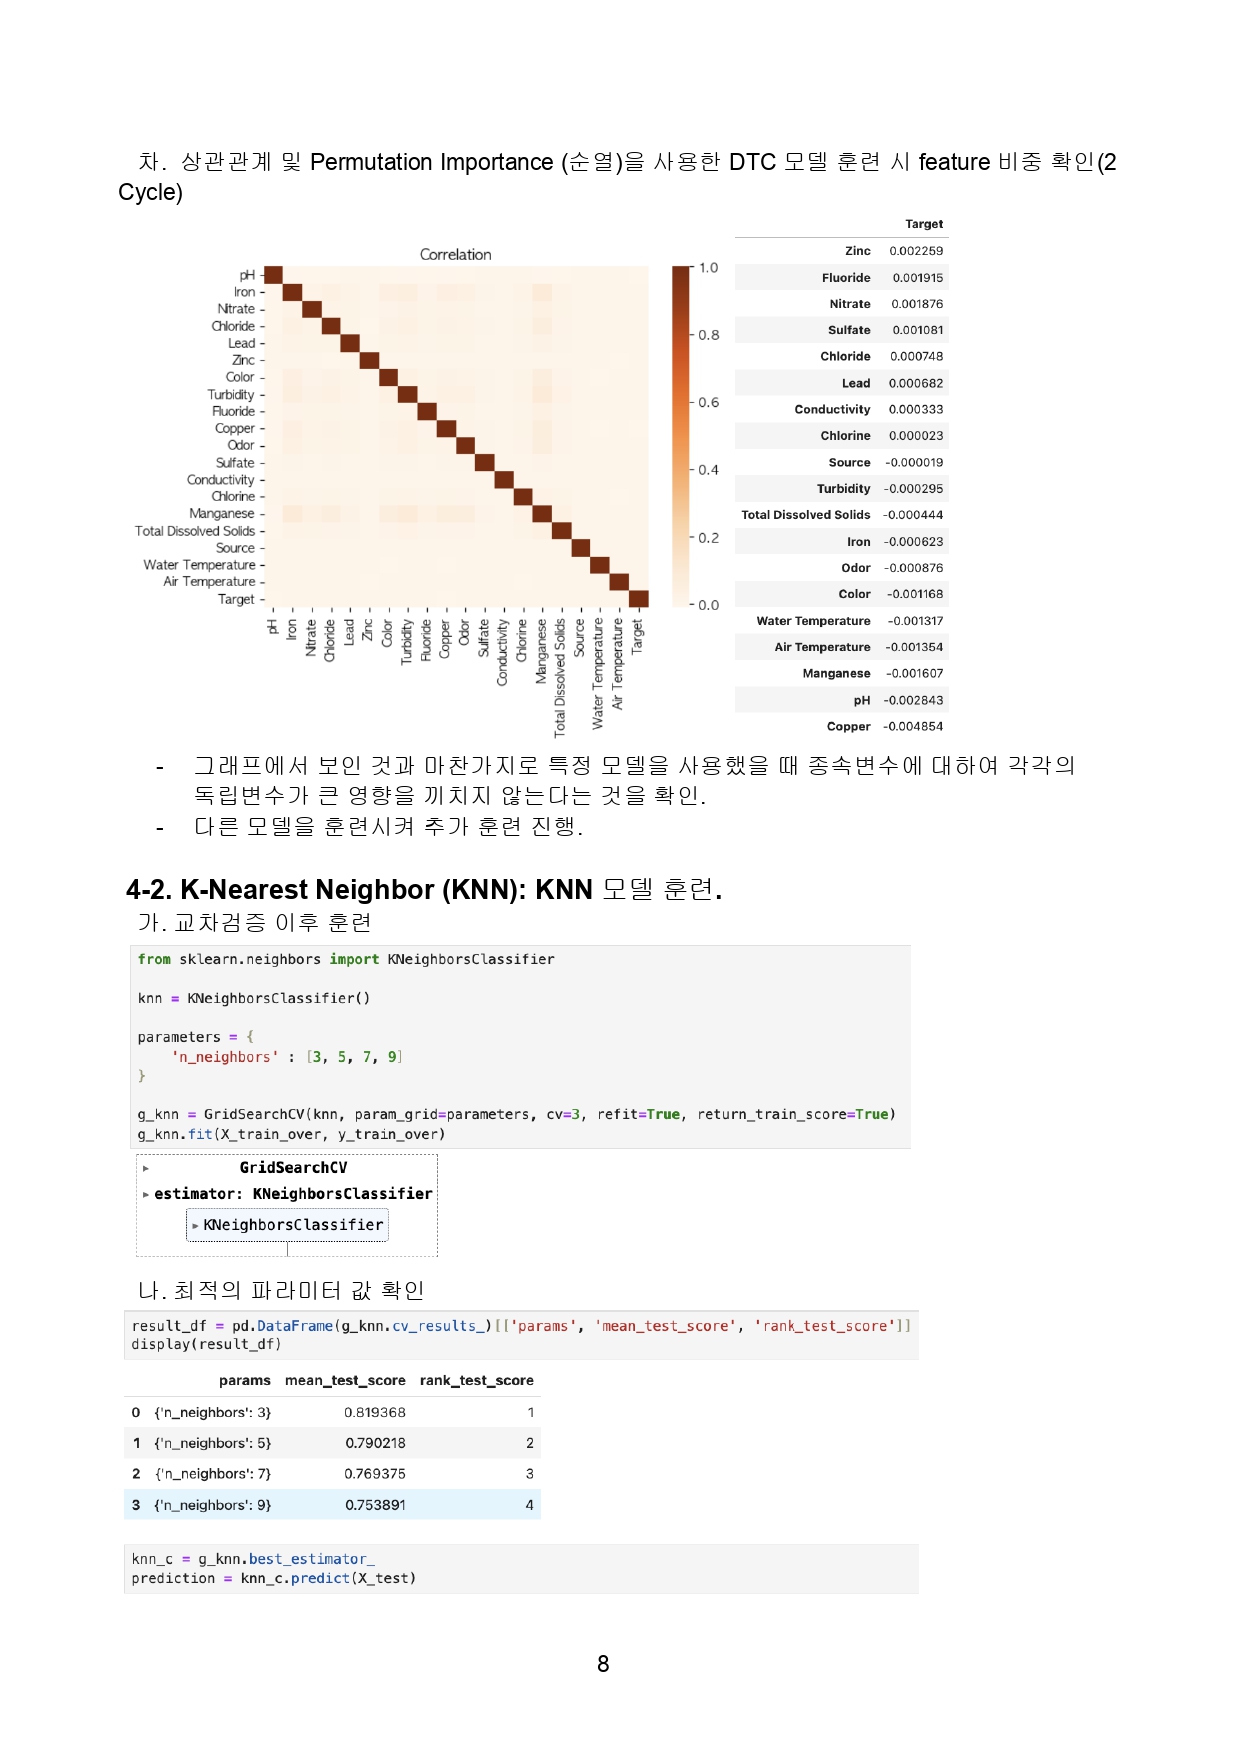 차. 상관관계 및 Permutation Importance (순열)을 사용한 DTC 모델 훈련 시 feature 비중 확인(2
Cycle)
Correlation
pH
Iron
Nitrate
Chloride
Lead
Zinc
Color
Turbidity
Fluoride
Copper
Odor
Sulfate
Conductivity
Chlorine
Manganese
Total Dissolved Solids
Source
Water Temperature
Air Temperature
Target
pH
Iron
Nitrate
Chloride
Lead
Zinc
Color
Turbidity
Fluoride
Copper
Odor
Sulfate
Conductivity
Chlorine
Manganese
Total Dissolved Solids
Source
Water Temperature
Air Temperature
Target
1.0
0.8
0.6
0.4
0.2
0.0
Target
Zinc 0.002259
Fluoride 0.001915
Nitrate 0.001876
Sulfate 0.001081
Chloride 0.000748
Lead 0.000682
Conductivity 0.000333
Chlorine 0.000023
Source -0.000019
Turbidity -0.000295
Total Dissolved Solids -0.000444
Iron -0.000623
Odor -0.000876
Color -0.001168
Water Temperature -0.001317
Air Temperature -0.001354
Manganese -0.001607
pH -0.002843
Copper -0.004854
- 그래프에서 보인 것과 마찬가지로 특정 모델을 사용했을 때 종속변수에 대하여 각각의
독립변수가 큰 영향을 끼치지 않는다는 것을 확인.
- 다른 모델을 훈련시켜 추가 훈련 진행.
4-2. K-Nearest Neighbor (KNN): KNN 모델 훈련.
가. 교차검증 이후 훈련
from sklearn.neighbors import KNeighborsClassifier
knn = KNeighborsClassifier()
parameters = {
'n_neighbors' : [3, 5, 7, 9]
}
g_knn = GridSearchCV(knn, param_grid=parameters, cv=3, refit=True, return_train_score=True)
g_knn.fit(X_train_over, y_train_over)
GridSearchCV
estimator: KNeighborsClassifier
KNeighborsClassifier
나. 최적의 파라미터 값 확인
result_df = pd.DataFrame(g_knn.cv_results_)[['params', 'mean_test_score', 'rank_test_score']]
display(result_df)
params mean_test_score rank_test_score
0 {'n_neighbors': 3} 0.819368 1
1 {'n_neighbors': 5} 0.790218 2
2 {'n_neighbors': 7} 0.769375 3
3 {'n_neighbors': 9} 0.753891 4
knn_c = g_knn.best_estimator_
prediction = knn_c.predict(X_test)
8